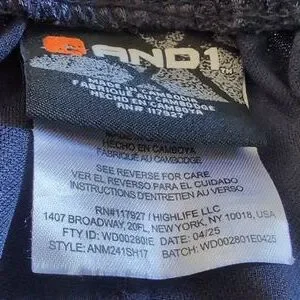 AND1™
MADE IN CAMBODIA
FABRIQUÉ AU CAMBODGE
HECHO EN CAMBODGE
RN# 117927
MADE IN CAMBODIA
HECHO EN CAMBOYA
FABRIQUÉ AU CAMBODGE
SEE REVERSE FOR CARE
VER EL REVERSO PARA EL CUIDADO
INSTRUCTIONS D'ENTRETIEN AU VERSO
RN#117927 / HIGHLIFE LLC
1407 BROADWAY, 20FL, NEW YORK, NY 10018, USA
FTY ID: WD002801E DATE: 04/25
STYLE: ANM241SH17 BATCH: WD002801E0425